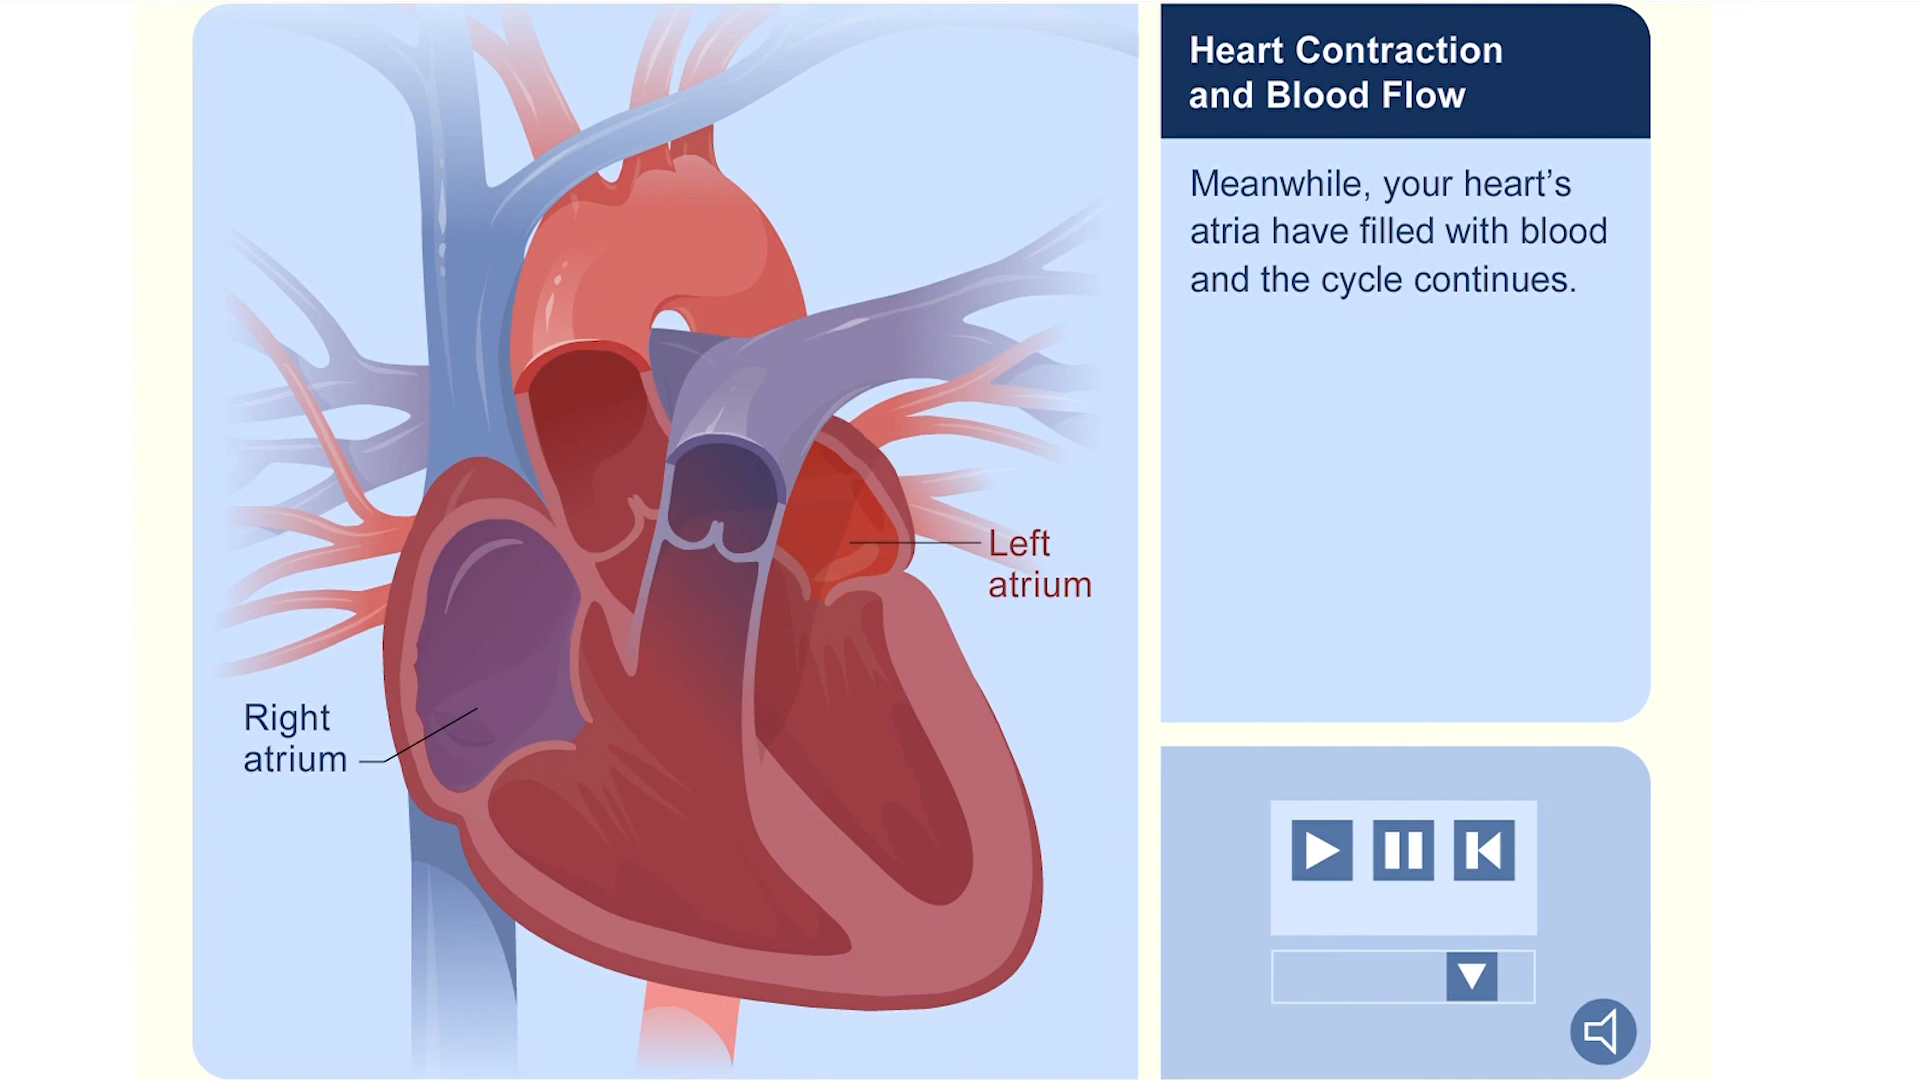 Heart Contraction
and Blood Flow
Meanwhile, your heart’s
atria have filled with blood
and the cycle continues.
Left
atrium
Right
atrium